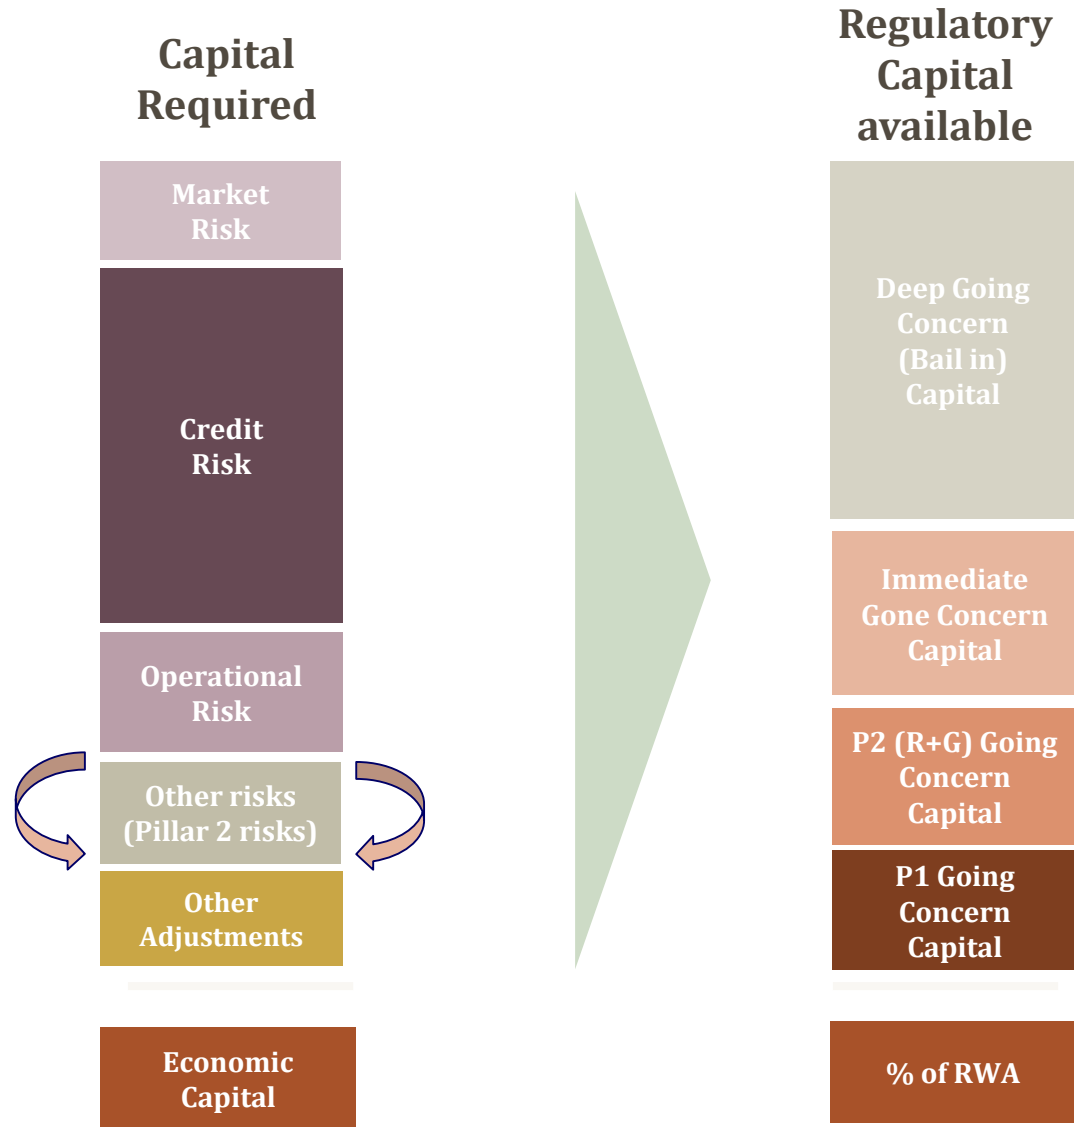 Capital
Required
Market
Risk
Credit
Risk
Operational
Risk
Other risks
(Pillar 2 risks)
Other
Adjustments
Economic
Capital
Regulatory
Capital
available
Deep Going
Concern
(Bail in)
Capital
Immediate
Gone Concern
Capital
P2 (R+G) Going
Concern
Capital
P1 Going
Concern
Capital
% of RWA